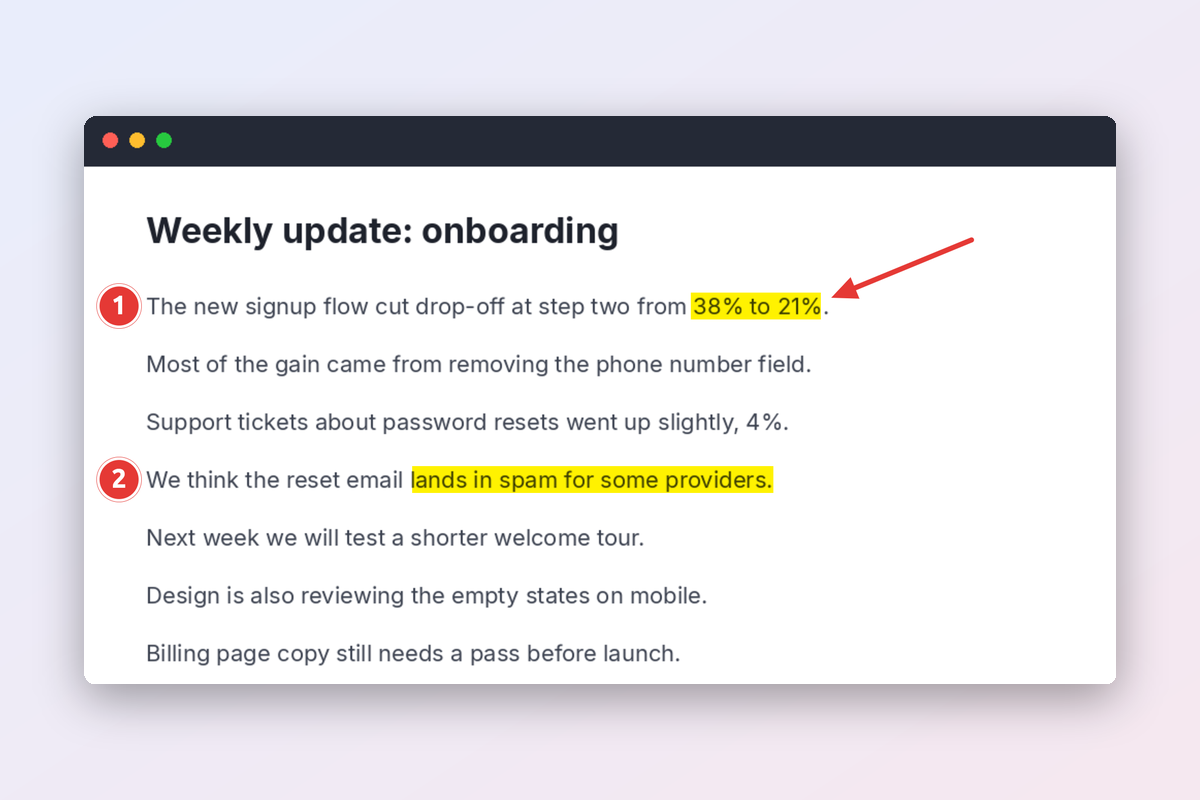 Weekly update: onboarding
1 The new signup flow cut drop-off at step two from 38% to 21%.
Most of the gain came from removing the phone number field.
Support tickets about password resets went up slightly, 4%.
2 We think the reset email lands in spam for some providers.
Next week we will test a shorter welcome tour.
Design is also reviewing the empty states on mobile.
Billing page copy still needs a pass before launch.